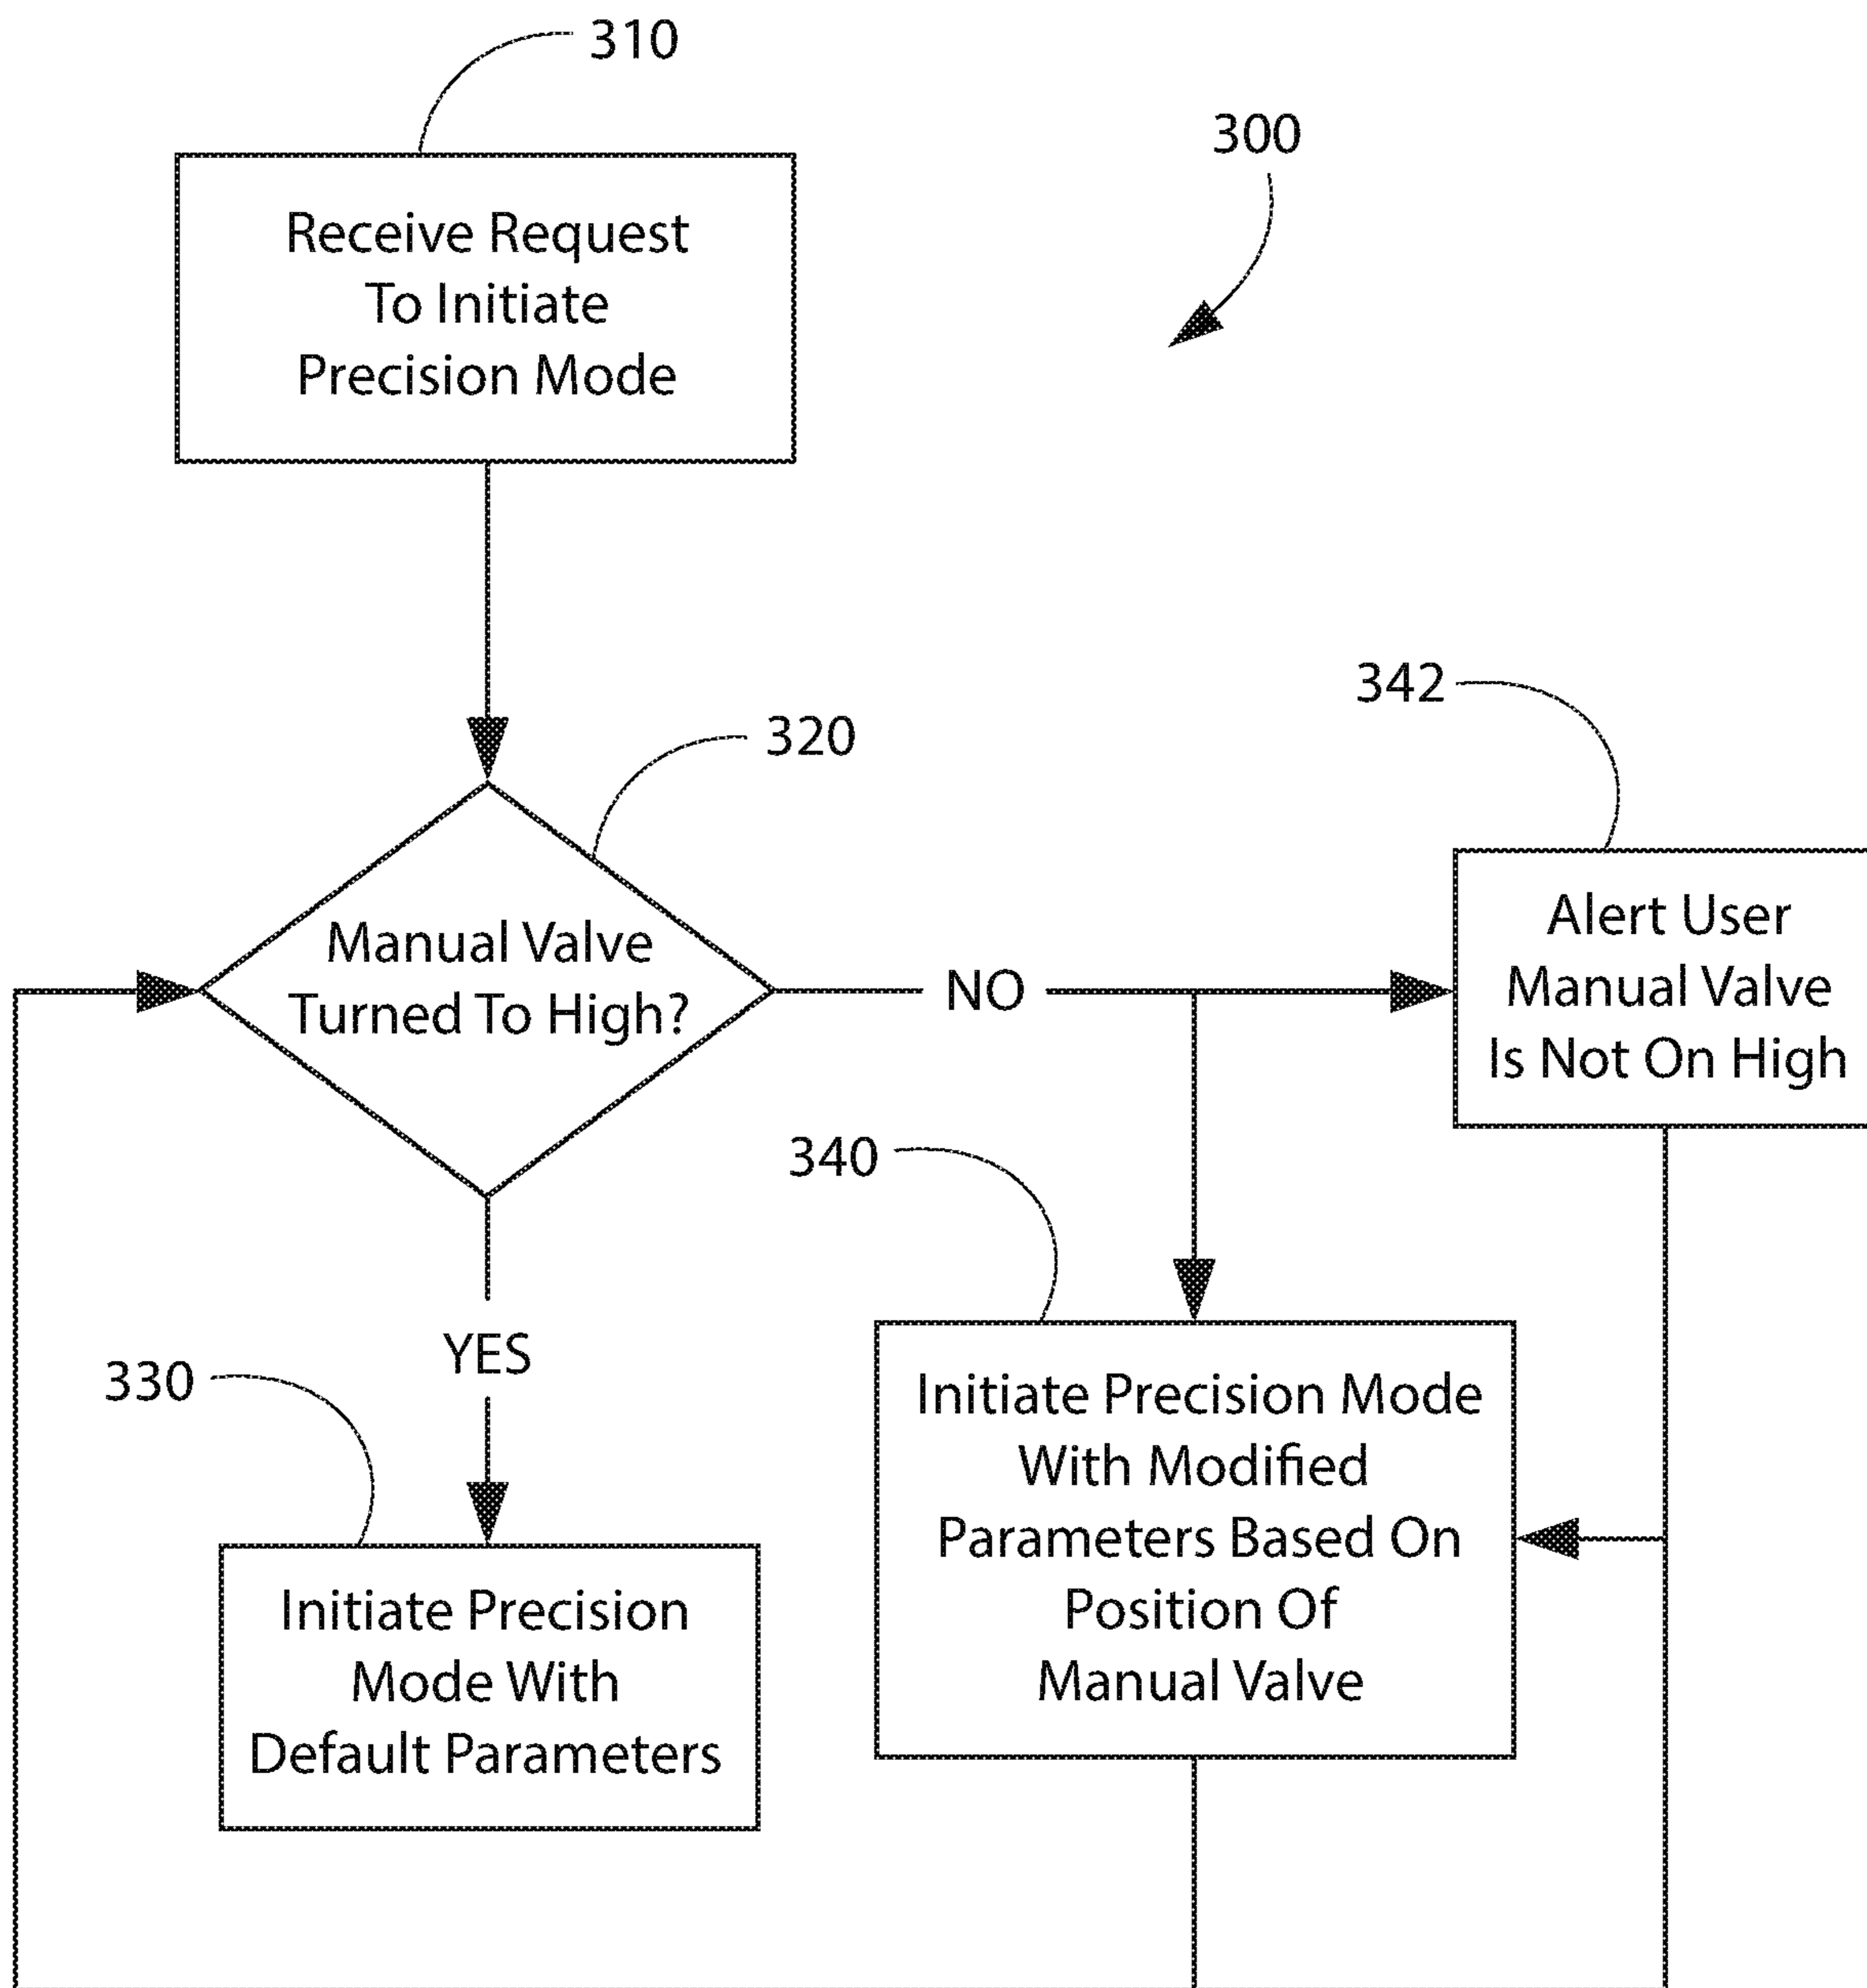 310
300
Receive Request
To Initiate
Precision Mode
320
342
Manual Valve
Turned To High?
NO
Alert User
Manual Valve
Is Not On High
340
YES
330
Initiate Precision Mode
With Modified
Parameters Based On
Position Of
Manual Valve
Initiate Precision
Mode With
Default Parameters